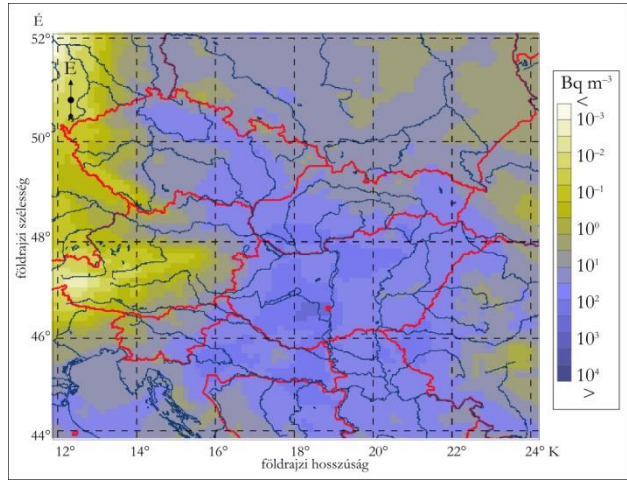 É
52°
É
50°
48°
46°
44°
földrajzi szélesség
12° 14° 16° 18° 20° 22° 24° K
földrajzi hosszúság
Bq m⁻³
<
10⁻³
10⁻²
10⁻¹
10⁰
10¹
10²
10³
10⁴
>